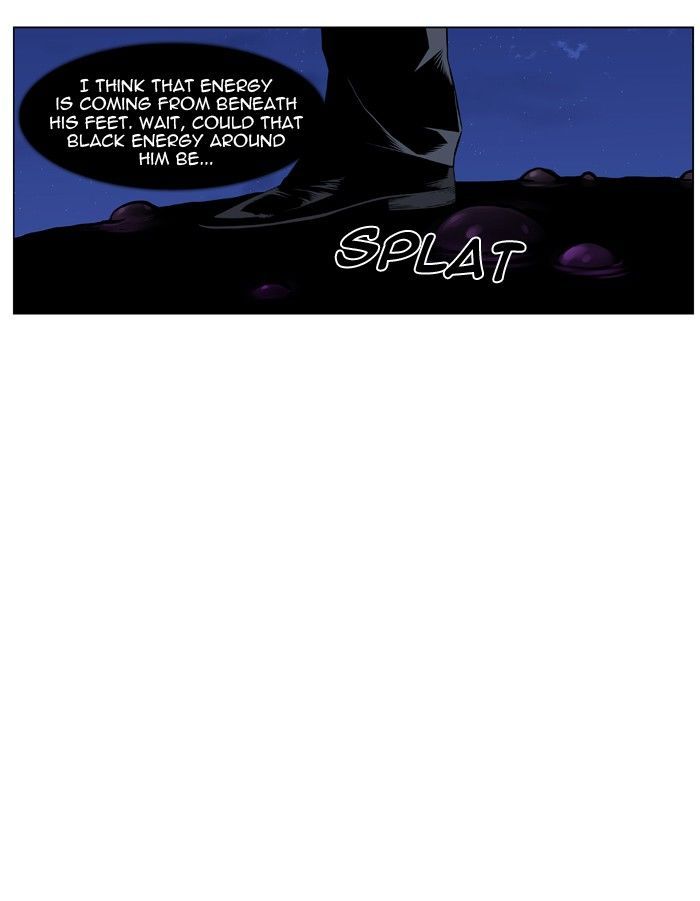 I THINK THAT ENERGY
IS COMING FROM BENEATH
HIS FEET. WAIT, COULD THAT
BLACK ENERGY AROUND
HIM BE...
SPLAT